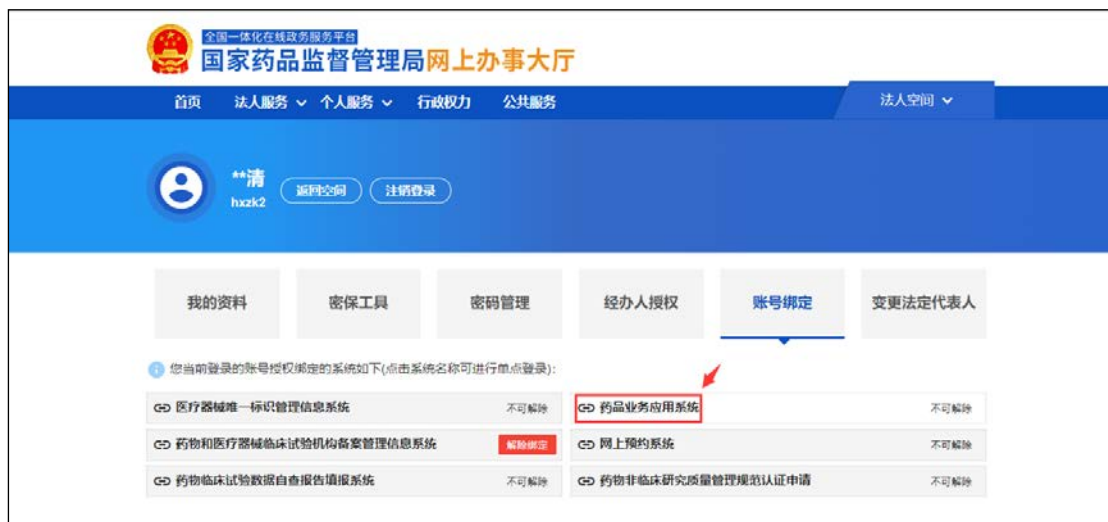 全国一体化在线政务服务平台
国家药品监督管理局网上办事大厅
首页 法人服务 个人服务 行政权力 公共服务 法人空间
**清
hxzk2
返回空间 注销登录
我的资料 密保工具 密码管理 经办人授权 账号绑定 变更法定代表人
您当前登录的账号授权绑定的系统如下(点击系统名称可进行单点登录):
医疗器械唯一标识管理信息系统 不可解除 药品业务应用系统 不可解除
药物和医疗器械临床试验机构备案管理信息系统 解除绑定 网上预约系统 不可解除
药物临床试验数据自查报告填报系统 不可解除 药物非临床研究质量管理规范认证申请 不可解除